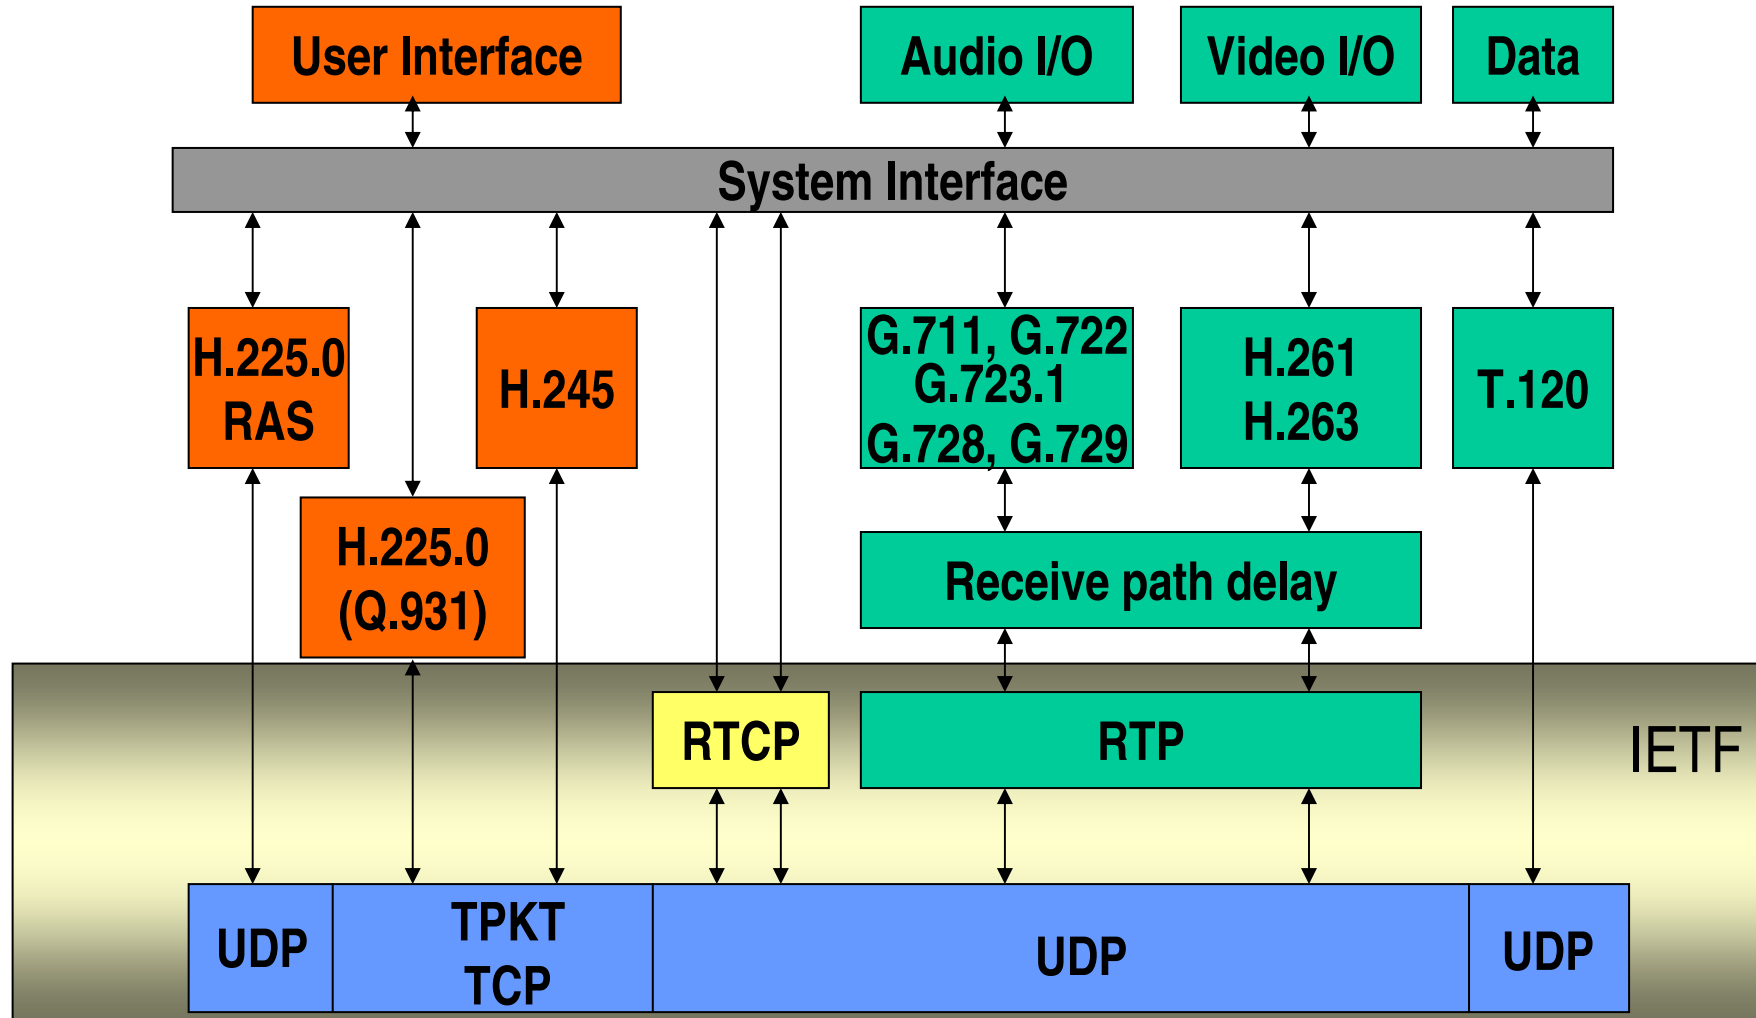 User Interface
Audio I/O
Video I/O
Data
System Interface
H.225.0
RAS
H.245
G.711, G.722
G.723.1
G.728, G.729
H.261
H.263
T.120
H.225.0
(Q.931)
Receive path delay
RTCP
RTP
IETF
UDP
TPKT
TCP
UDP
UDP